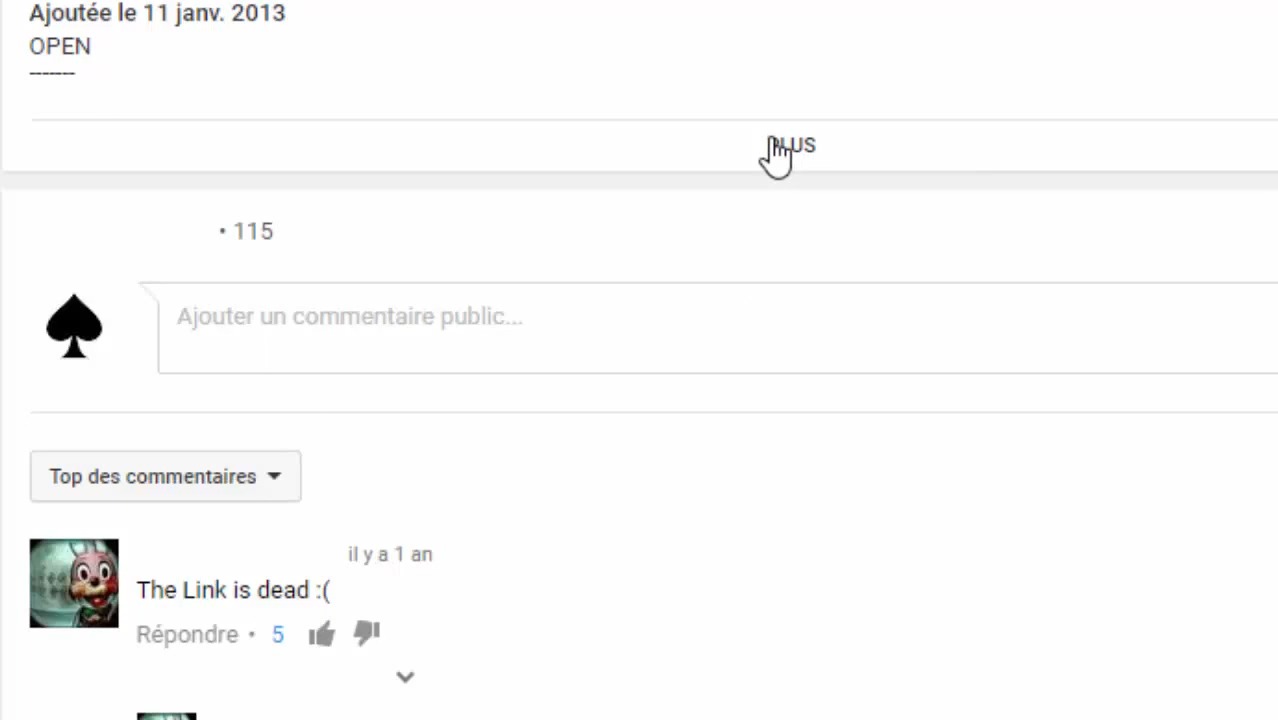 Ajoutée le 11 janv. 2013
OPEN
-------
PLUS
• 115
Ajouter un commentaire public...
Top des commentaires
il y a 1 an
The Link is dead :(
Répondre • 5